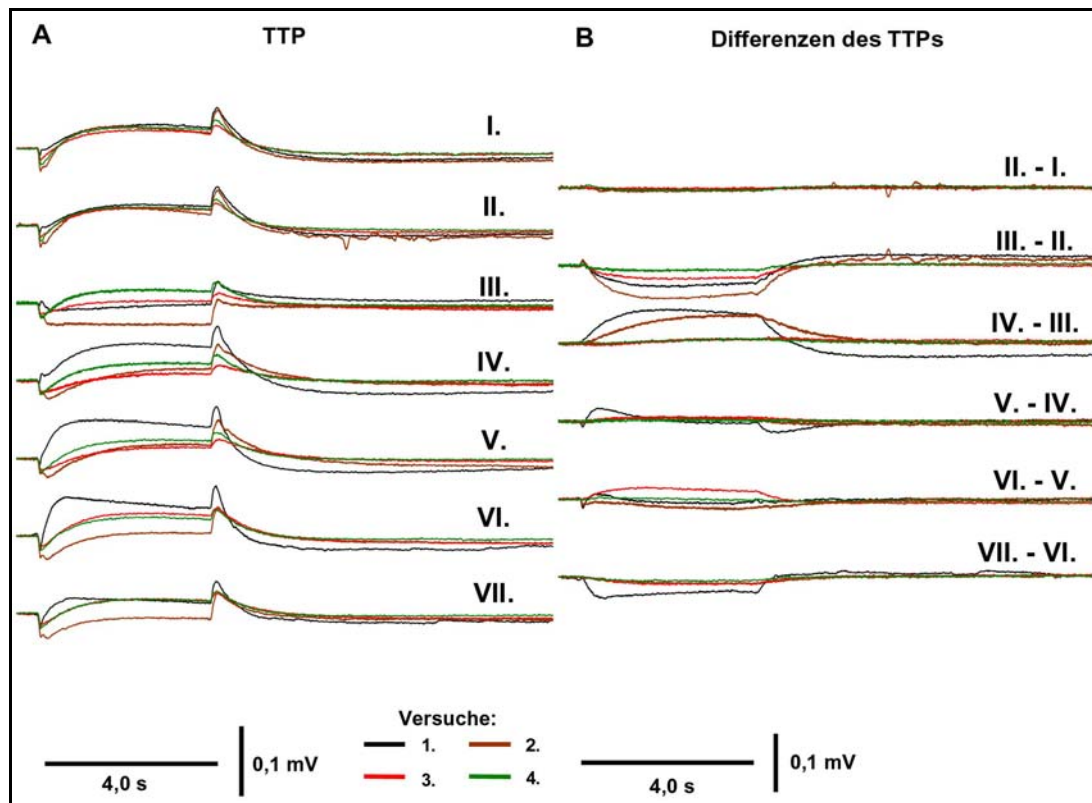 A
TTP
I.
II.
III.
IV.
V.
VI.
VII.
B
Differenzen des TTPs
II. - I.
III. - II.
IV. - III.
V. - IV.
VI. - V.
VII. - VI.
4,0 s
0,1 mV
Versuche:
1. 2.
3. 4.
4,0 s
0,1 mV